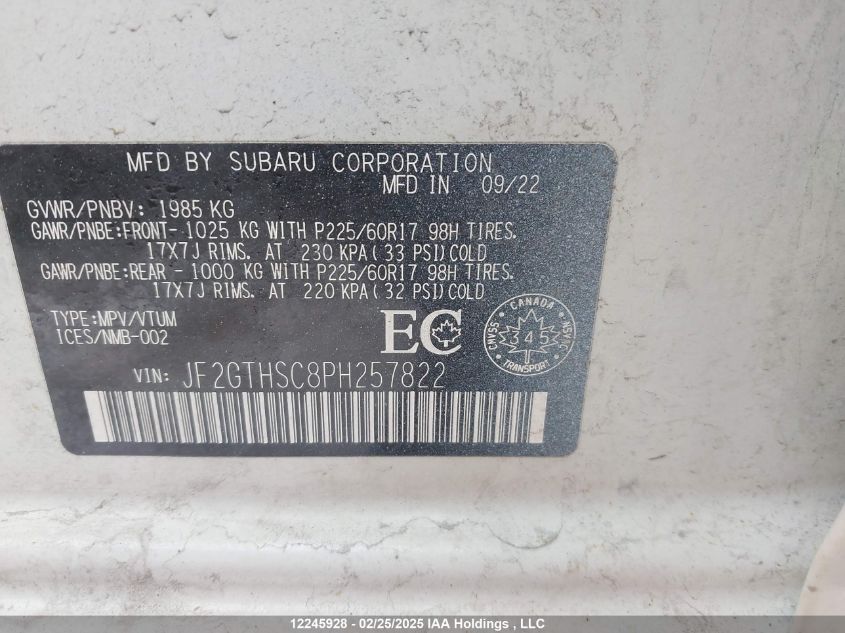 MFD BY SUBARU CORPORATION
MFD IN 09/22
GVWR/PNBV: 1985 KG
GAWR/PNBE:FRONT- 1025 KG WITH P225/60R17 98H TIRES.
17X7J RIMS. AT 230 KPA( 33 PSI)COLD
GAWR/PNBE:REAR - 1000 KG WITH P225/60R17 98H TIRES.
17X7J RIMS. AT 220 KPA( 32 PSI)COLD
TYPE:MPV/VTUM
ICES/NMB-002
EC
CANADA
SSVAC
345
NSVAC
TRANSPORT
VIN: JF2GTHSC8PH257822
12245928 - 02/25/2025 IAA Holdings , LLC